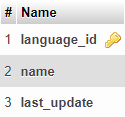 # Name
1 language_id
2 name
3 last_update